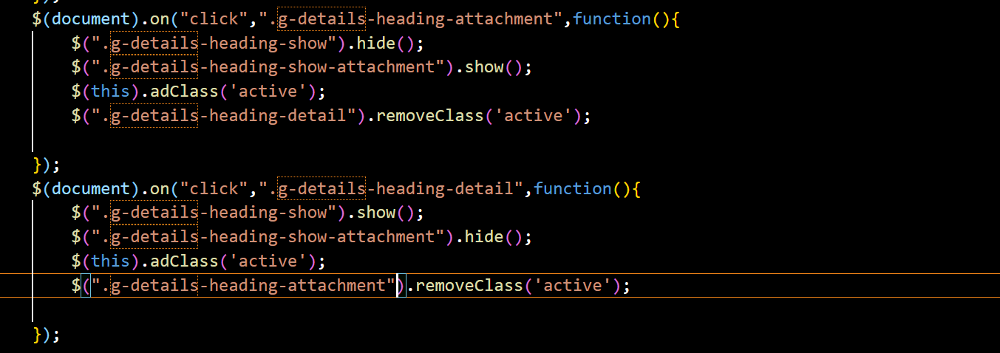 });
$(document).on("click",".g-details-heading-attachment",function(){
$(".g-details-heading-show").hide();
$(".g-details-heading-show-attachment").show();
$(this).adClass('active');
$(".g-details-heading-detail").removeClass('active');
});
$(document).on("click",".g-details-heading-detail",function(){
$(".g-details-heading-show").show();
$(".g-details-heading-show-attachment").hide();
$(this).adClass('active');
$(".g-details-heading-attachment").removeClass('active');
});